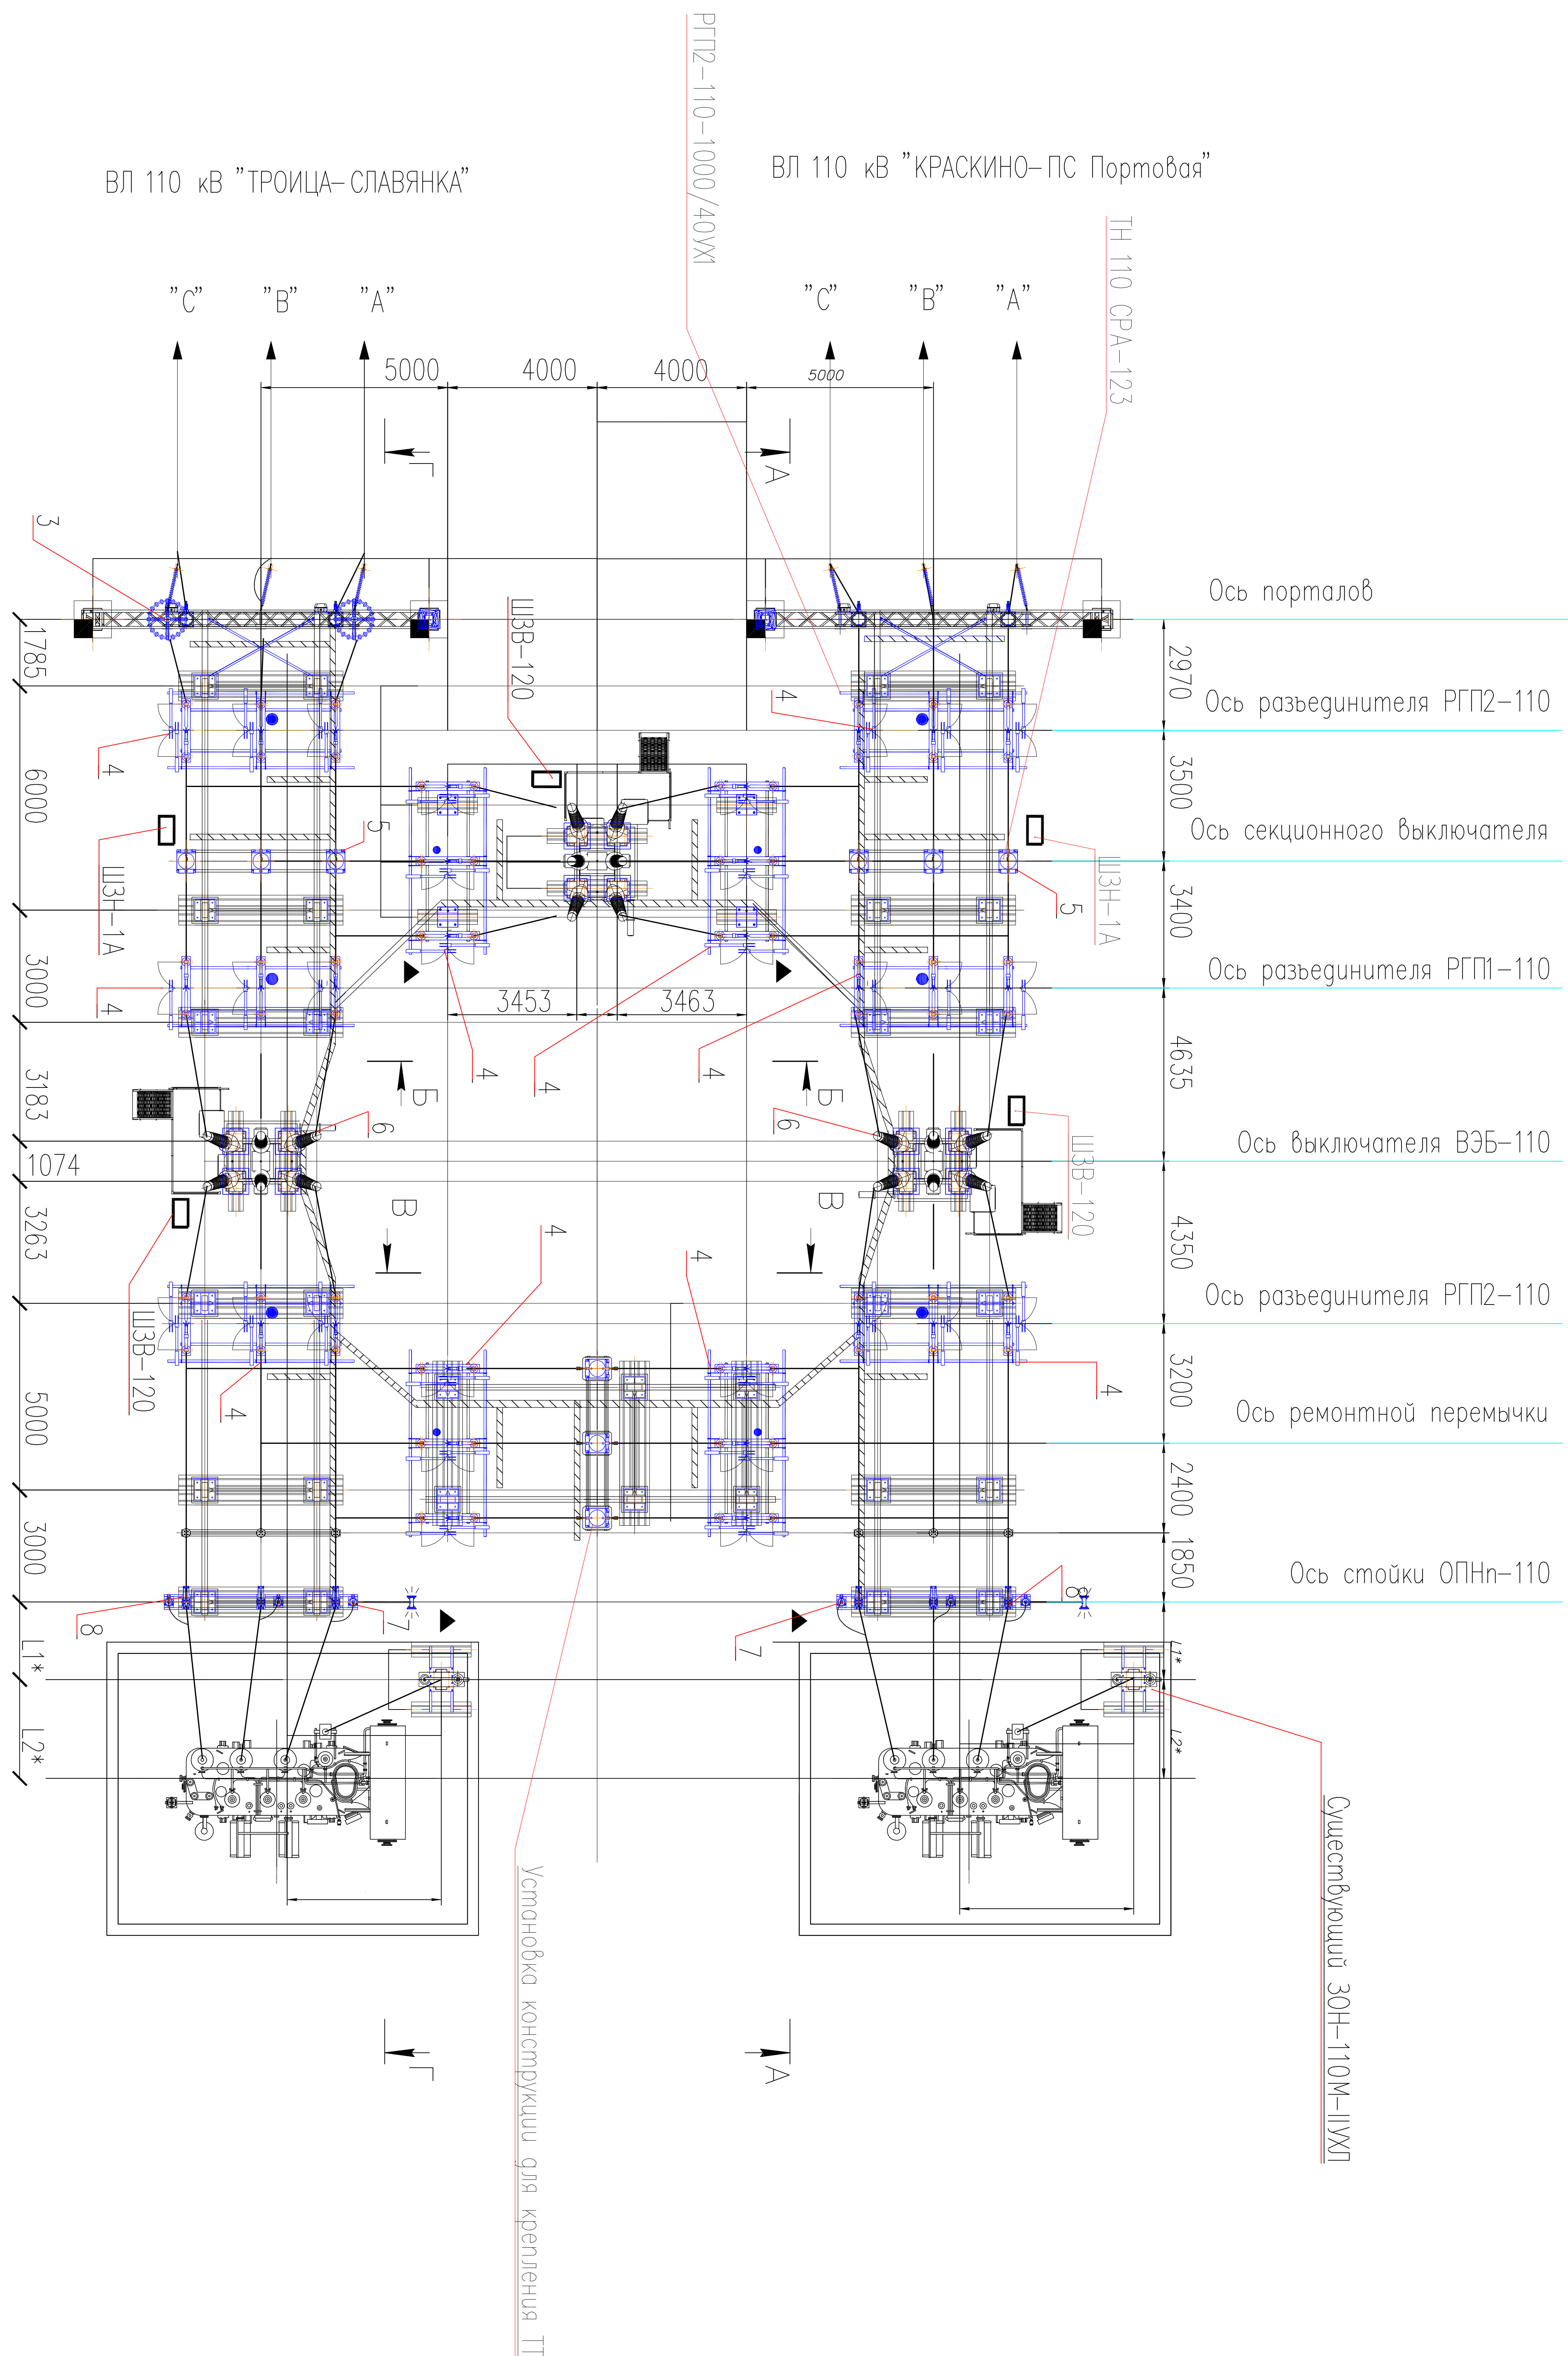 РГП2-110-1000/40УХ1
ВЛ 110 кВ "ТРОИЦА-СЛАВЯНКА"
ВЛ 110 кВ "КРАСКИНО-ПС Портовая"
ТН 110 СРА-123
"С" "В" "А"
"С" "В" "А"
5000 4000 4000 5000
Г
А
3
ШЗВ-120
Ось порталов
1785
2970
Ось разъединителя РГП2-110
4
4
6000
3500
Ось секционного выключателя
5
ШЗН-1А
ШЗН-1А
5
3400
Ось разъединителя РГП1-110
4
3000
3453
3463
4
4
4
4635
Б
Б
3183
6
6
Ось выключателя ВЭБ-110
1074
ШЗВ-120
В
В
3263
4
4
4350
Ось разъединителя РГП2-110
ШЗВ-120
4
4
3200
Ось ремонтной перемычки
5000
2400
3000
1850
Ось стойки ОПНп-110
8
8
7
7
L1*
L1*
L2*
L2*
Существующий ЗОН-110М-IIУХЛ
Установка конструкции для крепления ТТ
Г
А